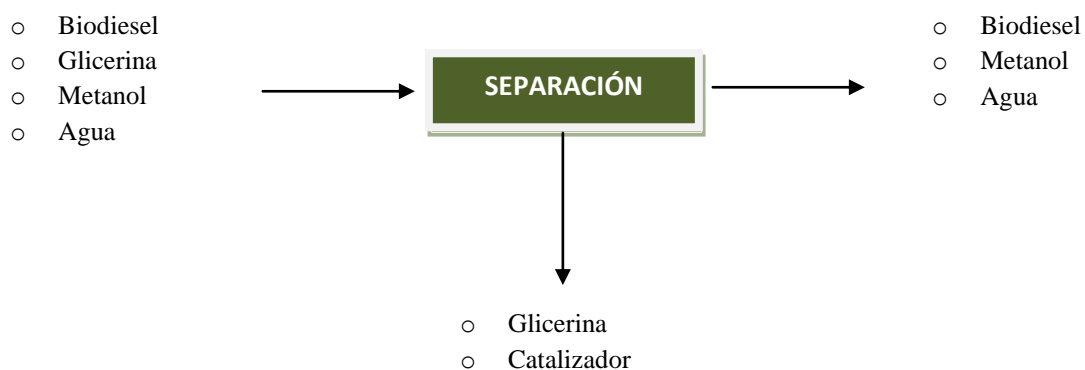 Biodiesel
Glicerina
Metanol
Agua
SEPARACIÓN
Biodiesel
Metanol
Agua
Glicerina
Catalizador